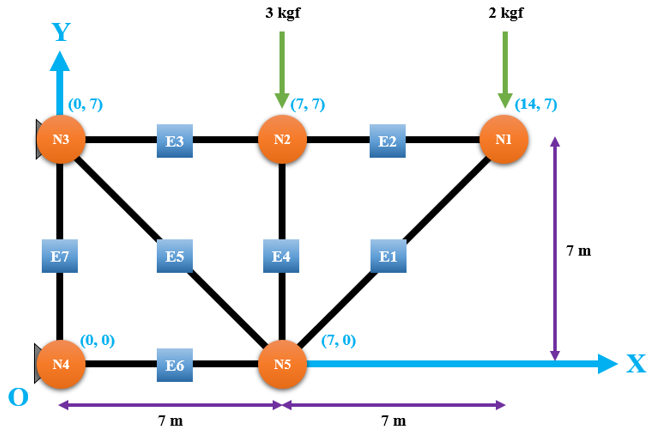 3 kgf
2 kgf
Y
(0, 7)
(7, 7)
(14, 7)
N3
E3
N2
E2
N1
E7
E5
E4
E1
7 m
(0, 0)
(7, 0)
N4
E6
N5
X
O
7 m
7 m